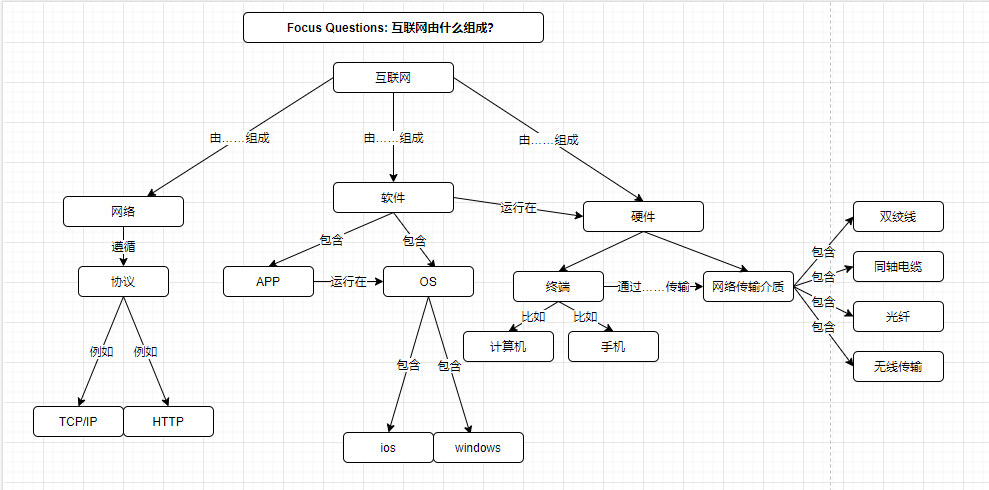 Focus Questions: 互联网由什么组成?
互联网
由……组成
由……组成
由……组成
网络
软件
硬件
运行在
遵循
包含
包含
协议
APP
运行在
OS
终端
通过……传输
网络传输介质
包含
包含
包含
包含
双绞线
同轴电缆
光纤
无线传输
比如
比如
计算机
手机
例如
例如
包含
包含
TCP/IP
HTTP
ios
windows